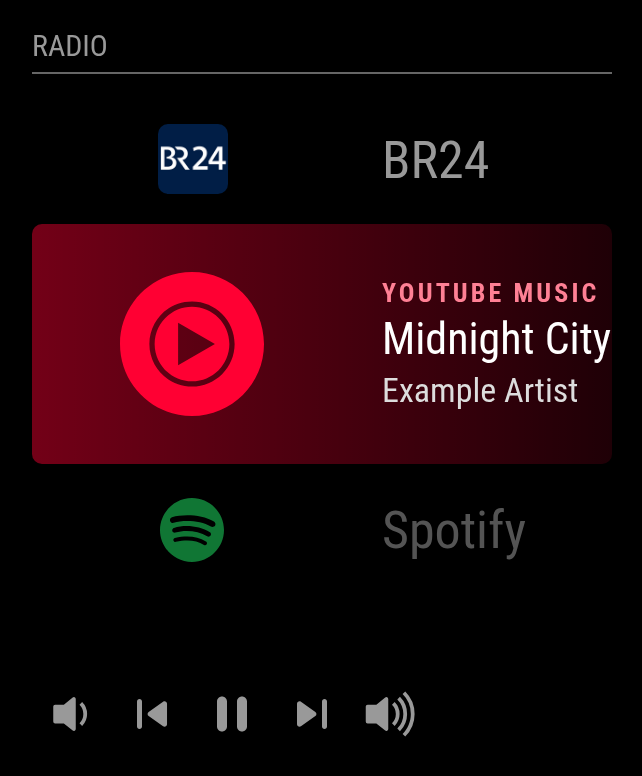 RADIO
BR24
BR24
YOUTUBE MUSIC
Midnight City
Example Artist
Spotify